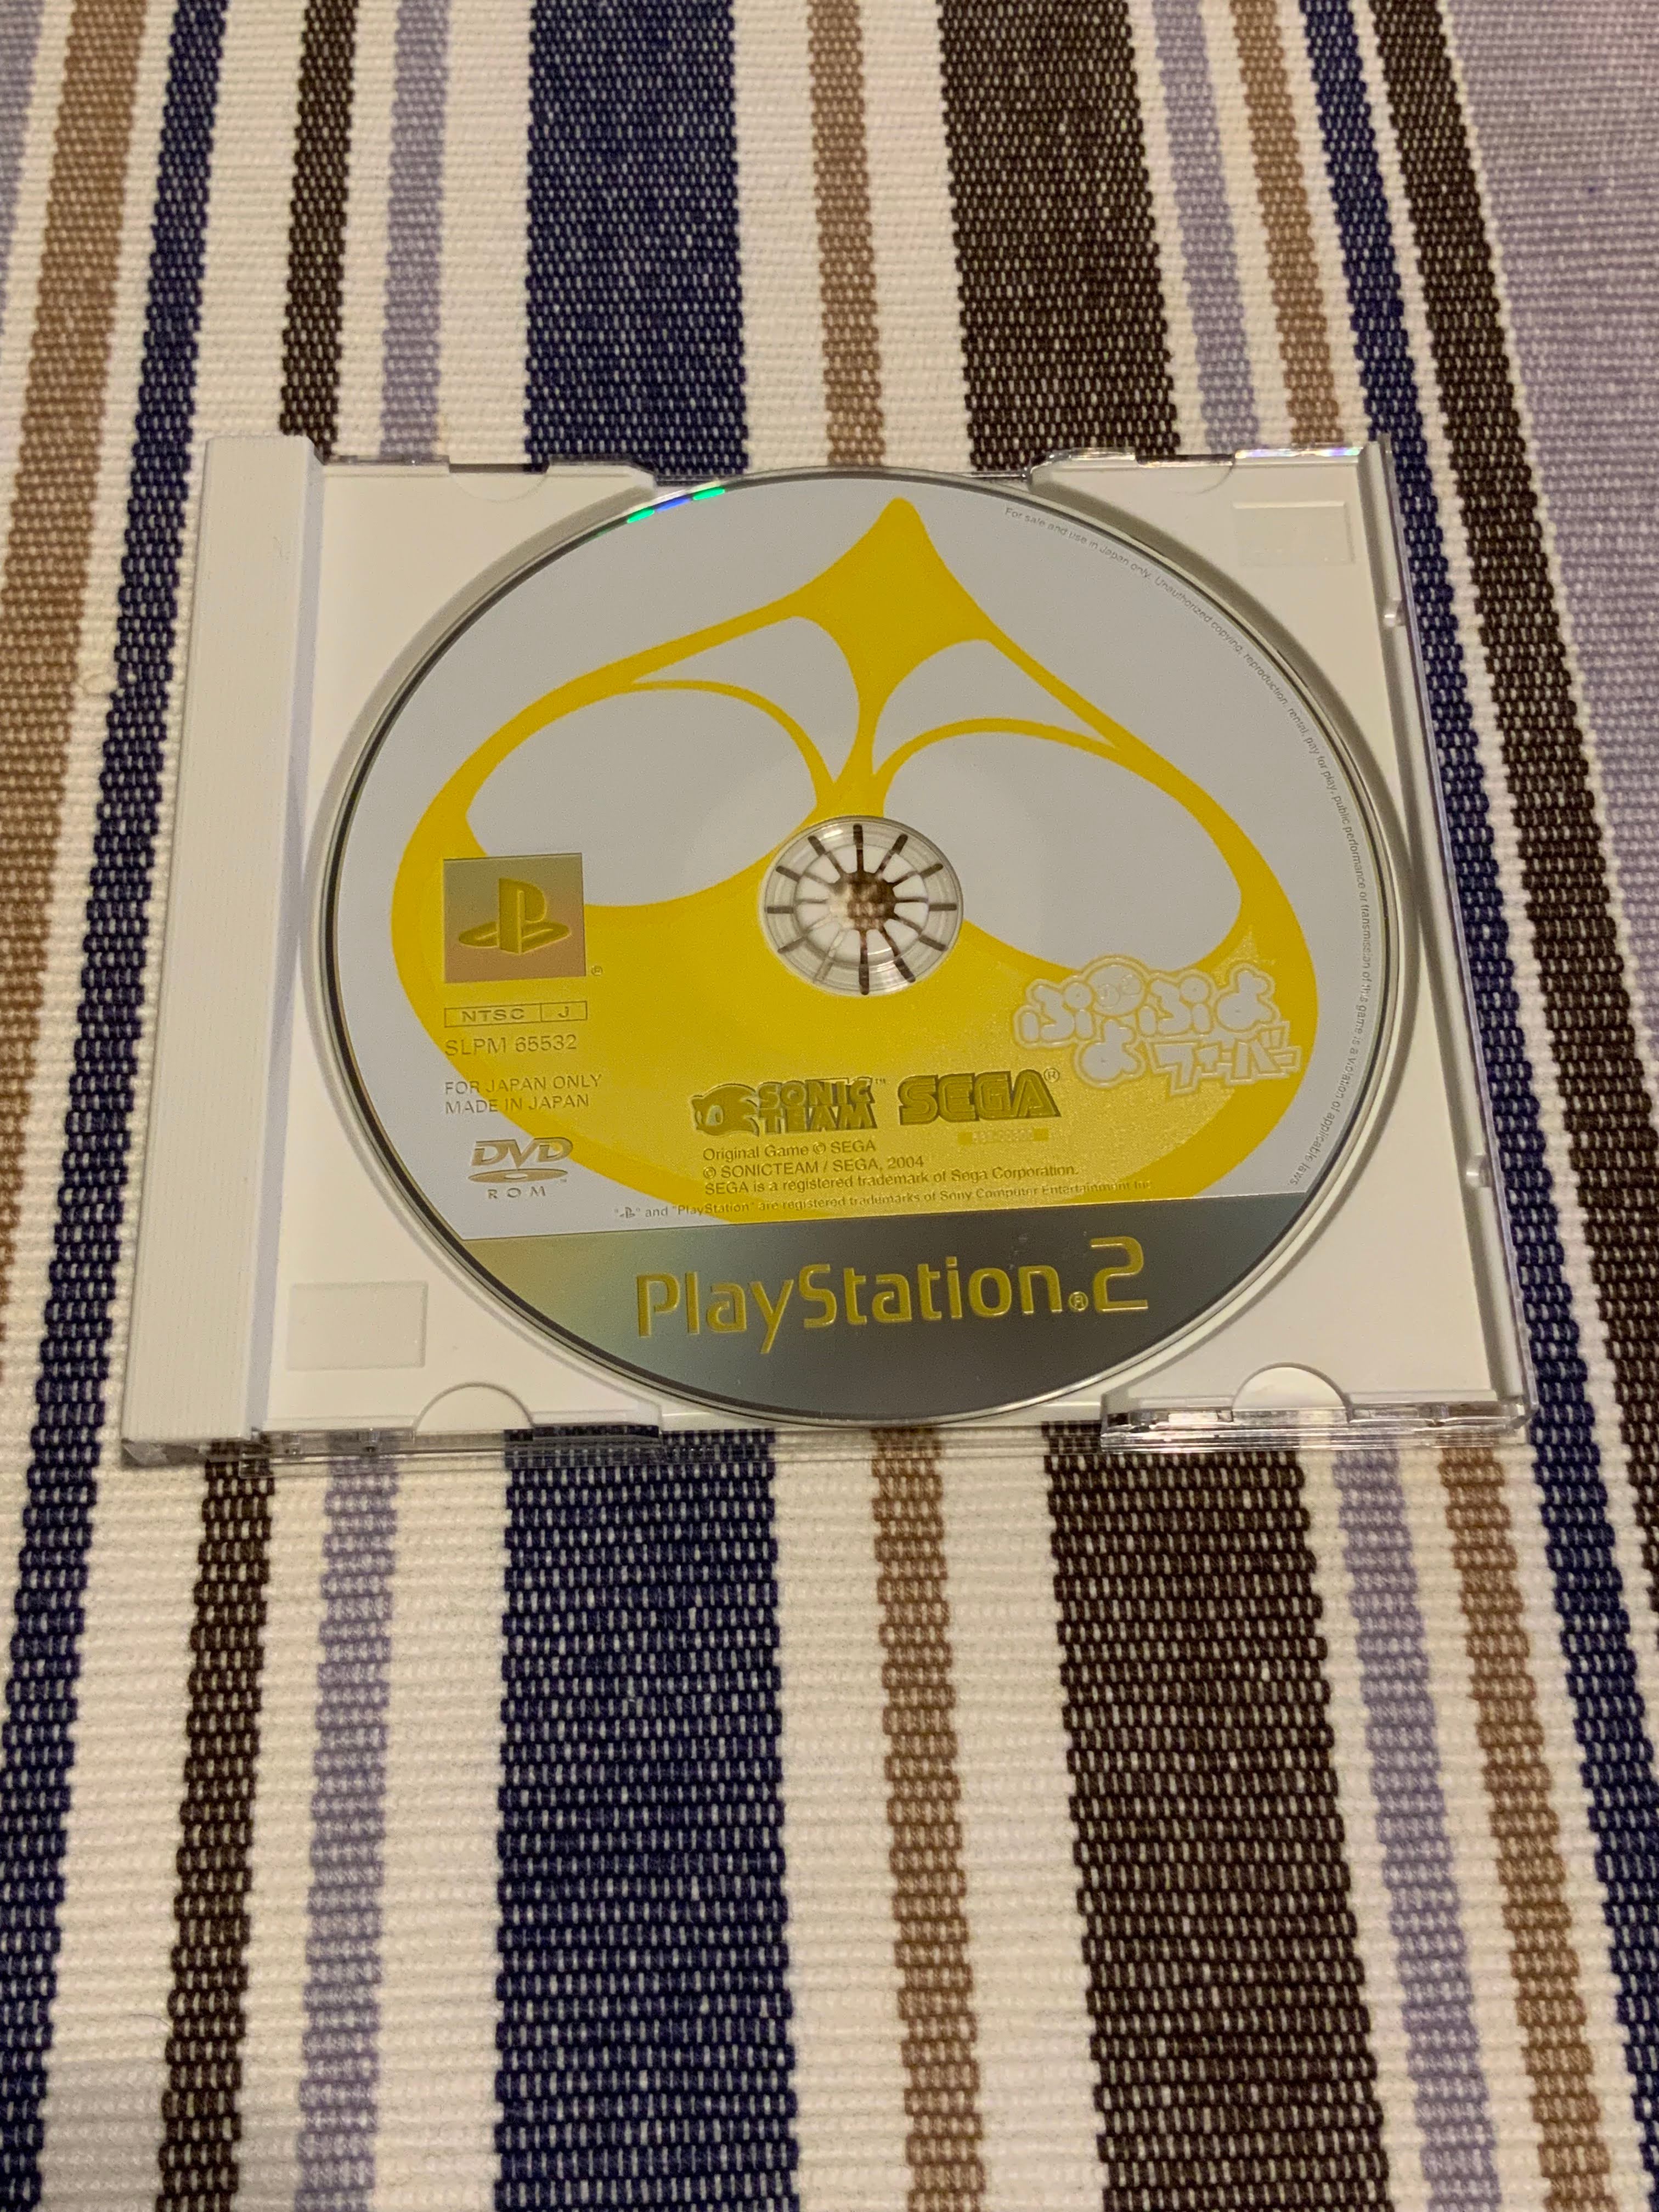 For sale and use in Japan only. Unauthorized copying, reproduction, rental, pay for play, public performance or transmission of this game is a violation of applicable laws.
®
NTSC J
SLPM 65532
FOR JAPAN ONLY
MADE IN JAPAN
DVD™
ROM
ぷよぷよ
フィーバー
SONIC TEAM™
SEGA®
Original Game © SEGA
© SONICTEAM / SEGA, 2004
SEGA is a registered trademark of Sega Corporation.
" " and "PlayStation" are registered trademarks of Sony Computer Entertainment Inc.
PlayStation®2